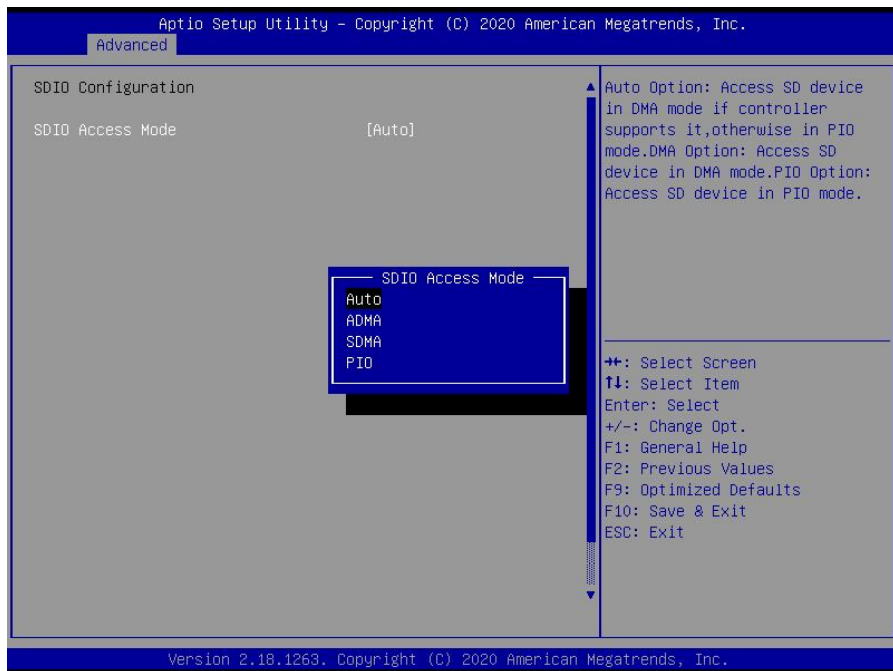 Aptio Setup Utility – Copyright (C) 2020 American Megatrends, Inc.
Advanced
SDIO Configuration
SDIO Access Mode [Auto]
Auto Option: Access SD device
in DMA mode if controller
supports it,otherwise in PIO
mode.DMA Option: Access SD
device in DMA mode.PIO Option:
Access SD device in PIO mode.
SDIO Access Mode
Auto
ADMA
SDMA
PIO
→←: Select Screen
↑↓: Select Item
Enter: Select
+/-: Change Opt.
F1: General Help
F2: Previous Values
F9: Optimized Defaults
F10: Save & Exit
ESC: Exit
Version 2.18.1263. Copyright (C) 2020 American Megatrends, Inc.